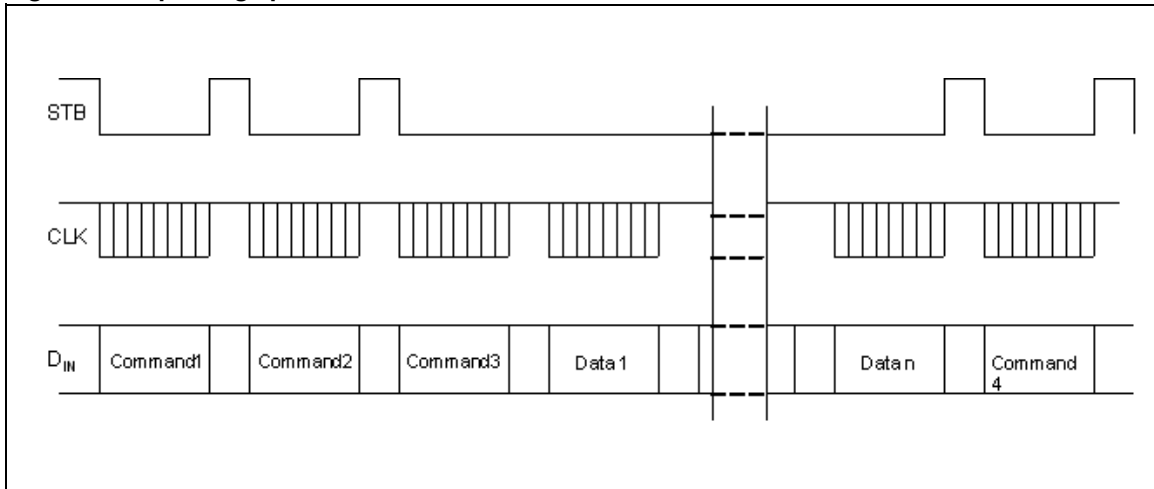 STB
CLK
DIN
Command1
Command2
Command3
Data 1
Data n
Command
4